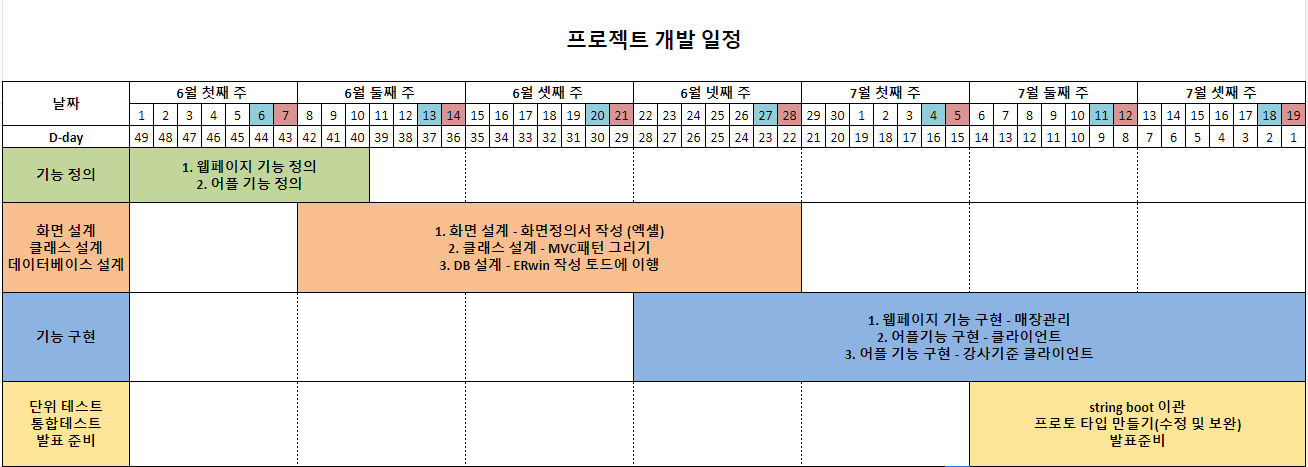 프로젝트 개발 일정
날짜 6월 첫째 주 6월 둘째 주 6월 셋째 주 6월 넷째 주 7월 첫째 주 7월 둘째 주 7월 셋째 주
1 2 3 4 5 6 7 8 9 10 11 12 13 14 15 16 17 18 19 20 21 22 23 24 25 26 27 28 29 30 1 2 3 4 5 6 7 8 9 10 11 12 13 14 15 16 17 18 19
D-day 49 48 47 46 45 44 43 42 41 40 39 38 37 36 35 34 33 32 31 30 29 28 27 26 25 24 23 22 21 20 19 18 17 16 15 14 13 12 11 10 9 8 7 6 5 4 3 2 1
기능 정의
1. 웹페이지 기능 정의
2. 어플 기능 정의
화면 설계
클래스 설계
데이터베이스 설계
1. 화면 설계 - 화면정의서 작성 (엑셀)
2. 클래스 설계 - MVC패턴 그리기
3. DB 설계 - ERwin 작성 토드에 이행
기능 구현
1. 웹페이지 기능 구현 - 매장관리
2. 어플기능 구현 - 클라이언트
3. 어플 기능 구현 - 강사기준 클라이언트
단위 테스트
통합테스트
발표 준비
string boot 이관
프로토 타입 만들기(수정 및 보완)
발표준비